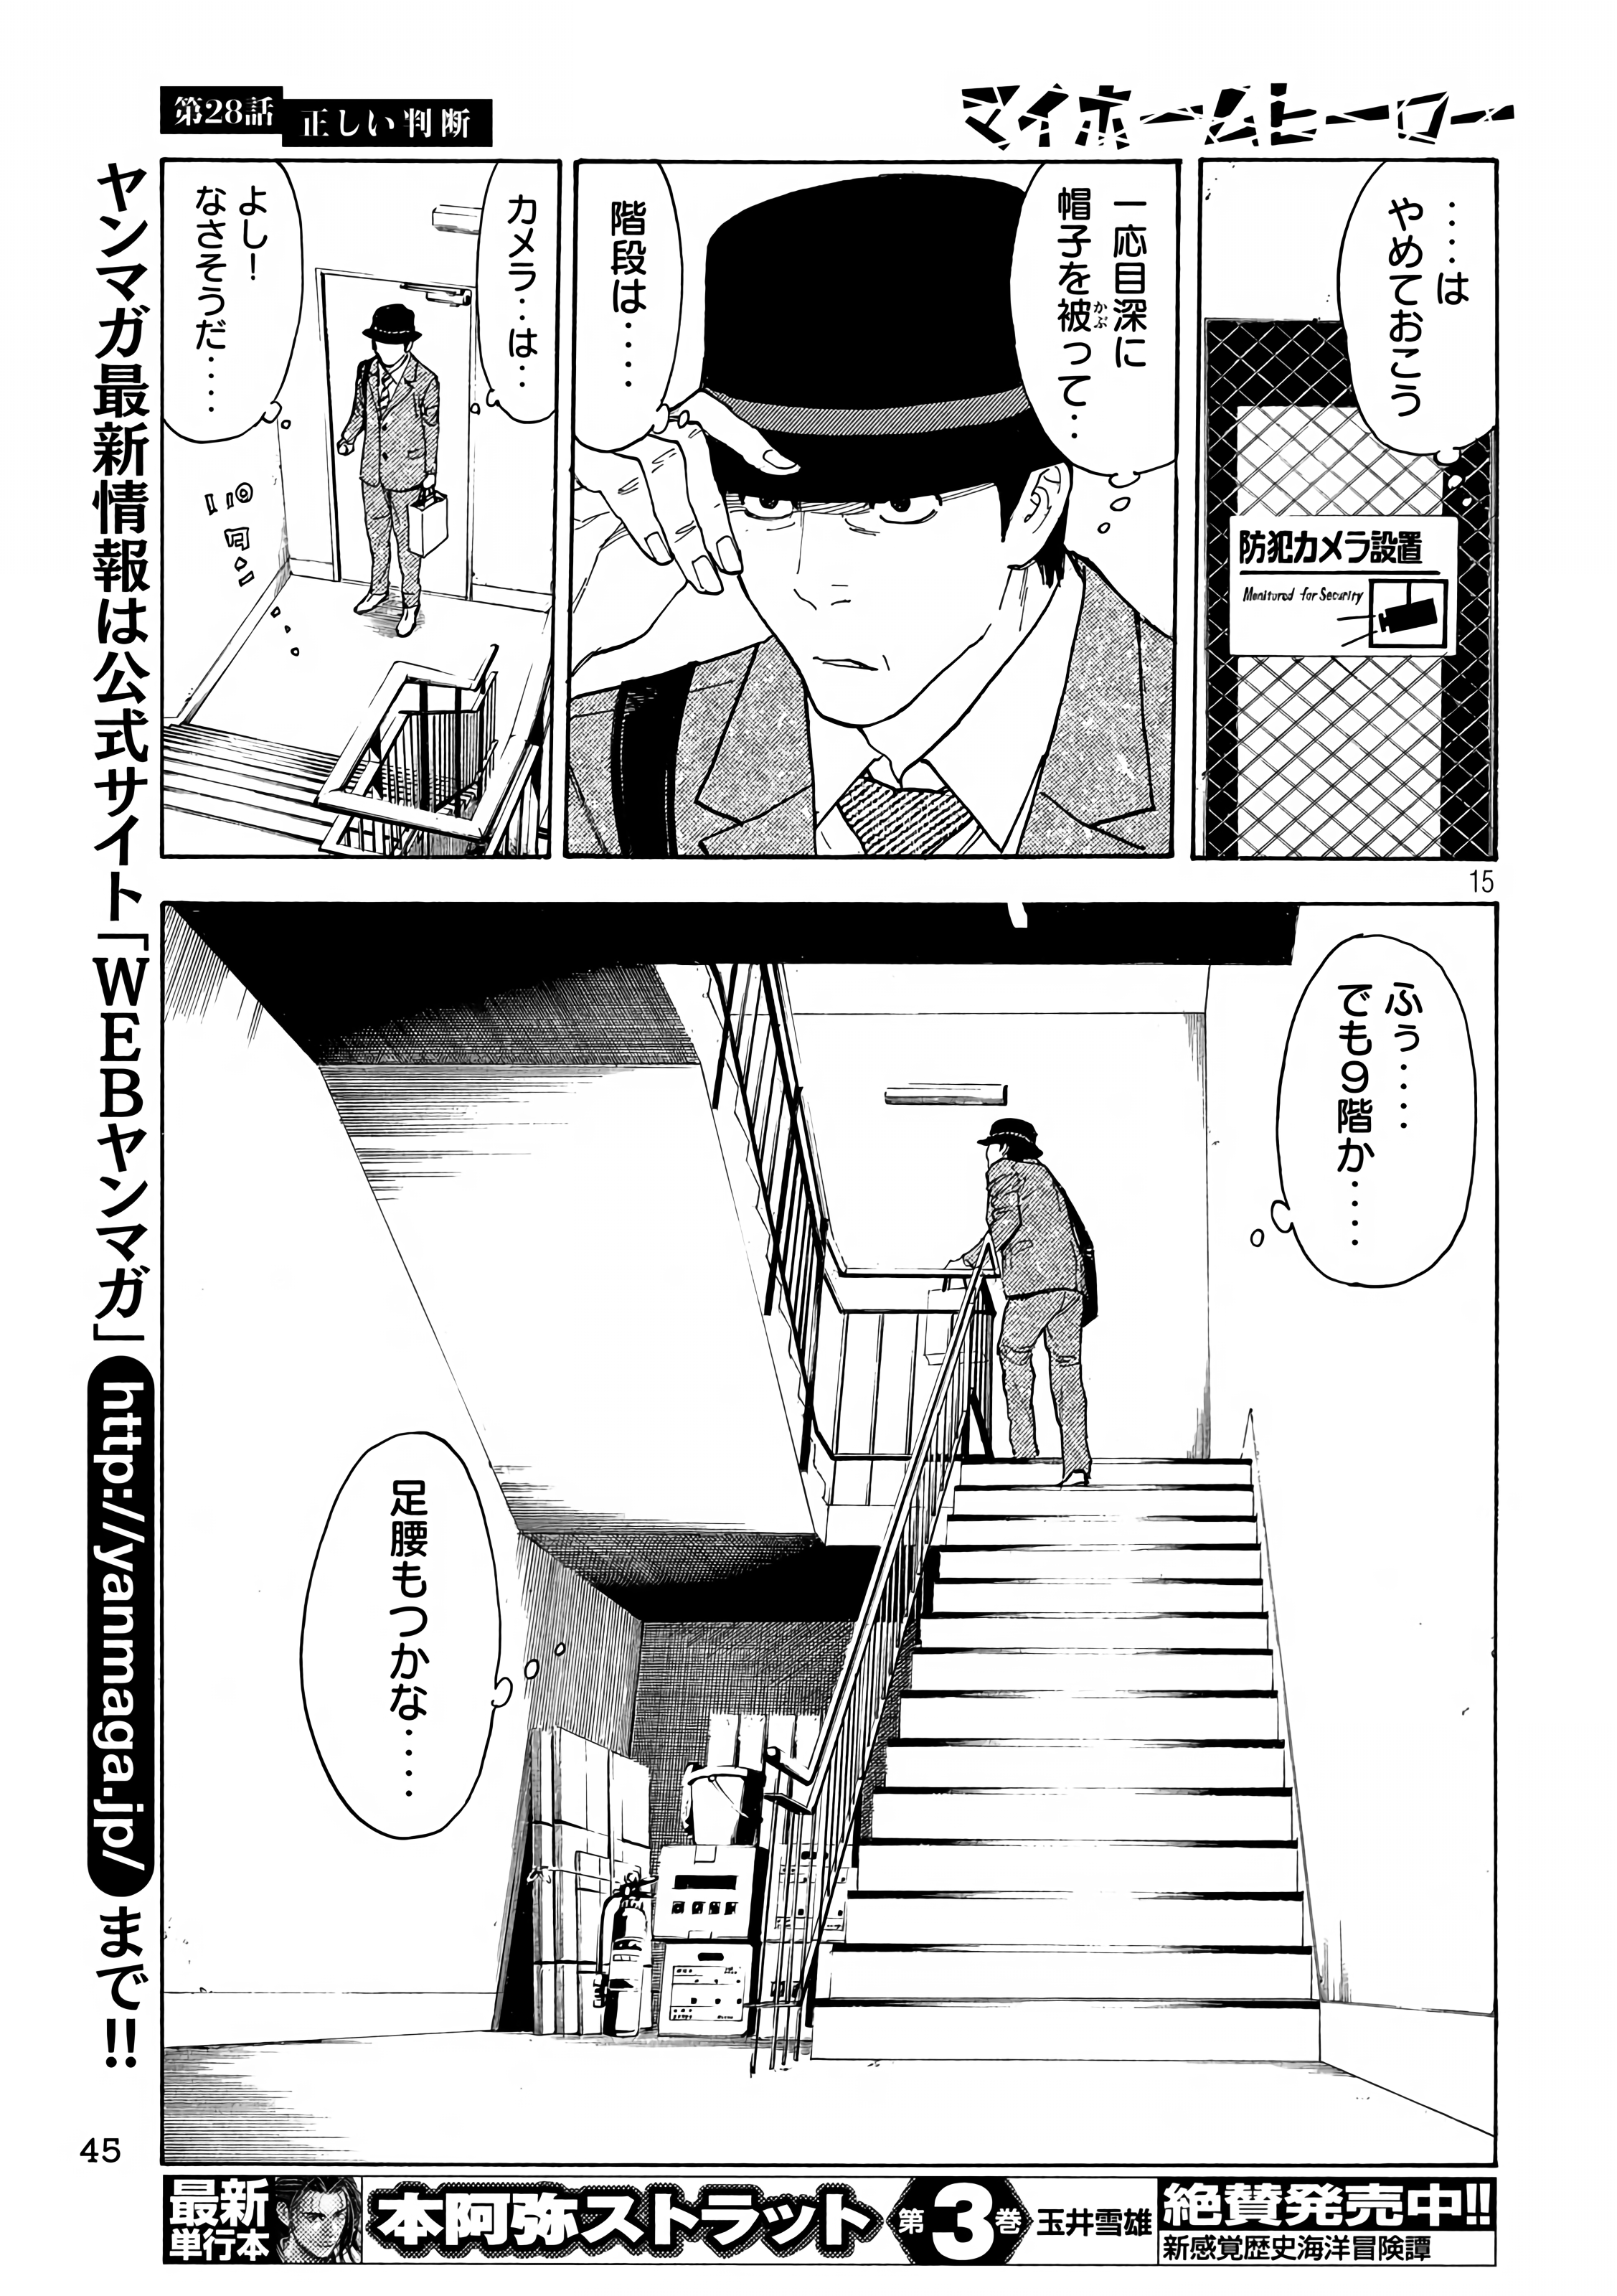 第28話
正しい判断
マイホームヒーロー
‥‥は
やめておこう
防犯カメラ設置
Monitored for Security
一応目深に
帽子を被って‥
かぶ
階段は‥‥
カメラ‥は‥
よし!
なさそうだ‥‥
15
ふぅ‥‥
でも9階か‥‥
足腰もつかな‥‥
ヤンマガ最新情報は公式サイト「WEBヤンマガ」http://yanmaga.jp/まで!!
45
最新
単行本
本阿弥ストラット
第3巻
玉井雪雄
絶賛発売中!!
新感覚歴史海洋冒険譚